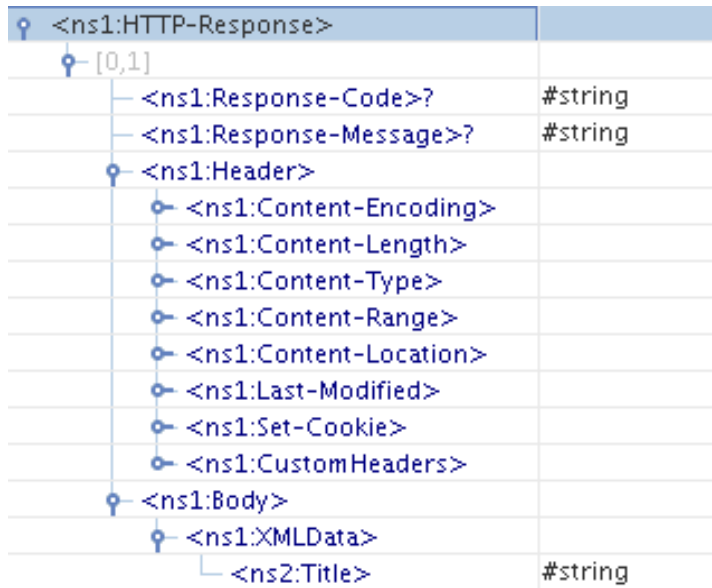 <ns1:HTTP-Response>
[0,1]
<ns1:Response-Code>? #string
<ns1:Response-Message>? #string
<ns1:Header>
<ns1:Content-Encoding>
<ns1:Content-Length>
<ns1:Content-Type>
<ns1:Content-Range>
<ns1:Content-Location>
<ns1:Last-Modified>
<ns1:Set-Cookie>
<ns1:CustomHeaders>
<ns1:Body>
<ns1:XMLData>
<ns2:Title> #string